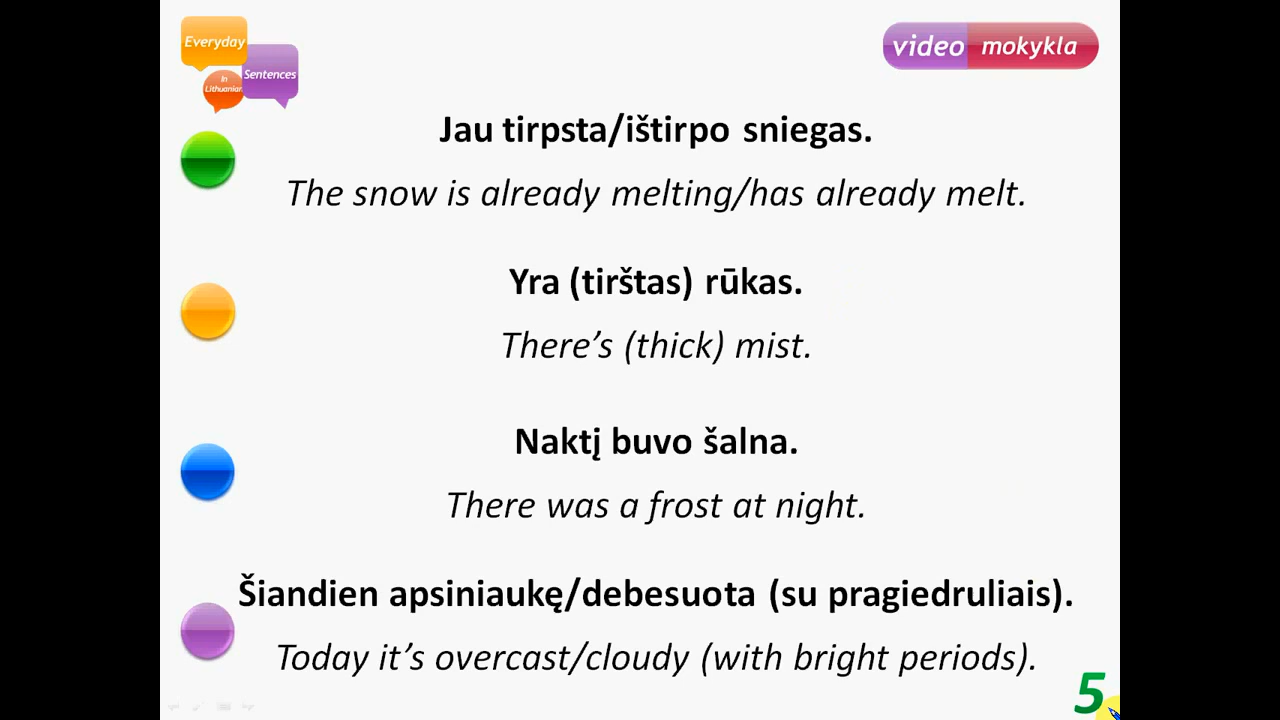 Everyday
In
Lithuanian
Sentences
video mokykla
Jau tirpsta/ištirpo sniegas.
The snow is already melting/has already melt.
Yra (tirštas) rūkas.
There’s (thick) mist.
Naktį buvo šalna.
There was a frost at night.
Šiandien apsiniaukę/debesuota (su pragiedruliais).
Today it’s overcast/cloudy (with bright periods).
5